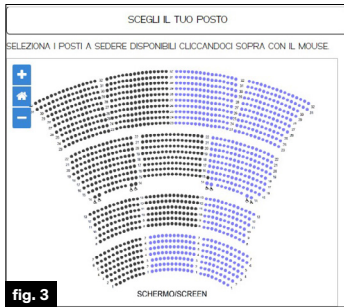 SCEGLI IL TUO POSTO
SELEZIONA I POSTI A SEDERE DISPONIBILI CLICCANDOCI SOPRA CON IL MOUSE.
+
−
SCHERMO/SCREEN
fig. 3